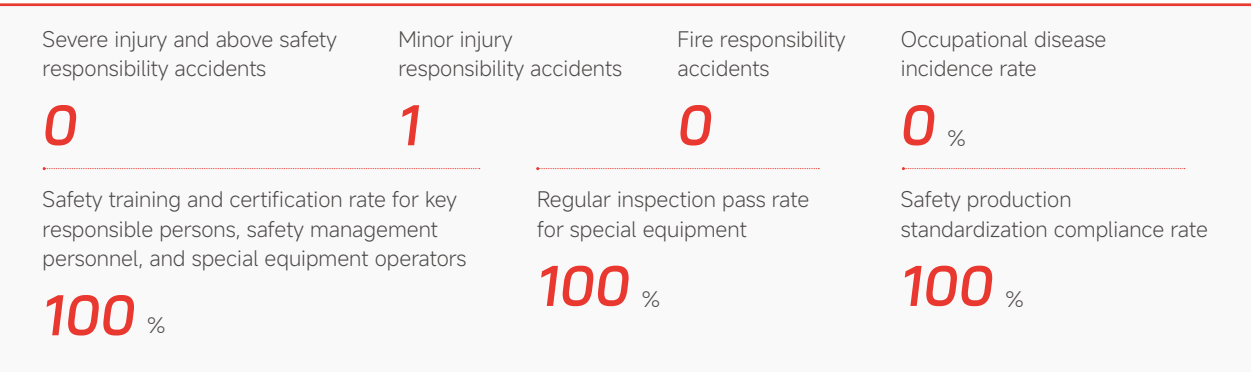 Severe injury and above safety
responsibility accidents
0
Minor injury
responsibility accidents
1
Fire responsibility
accidents
0
Occupational disease
incidence rate
0 %
Safety training and certification rate for key
responsible persons, safety management
personnel, and special equipment operators
100 %
Regular inspection pass rate
for special equipment
100 %
Safety production
standardization compliance rate
100 %